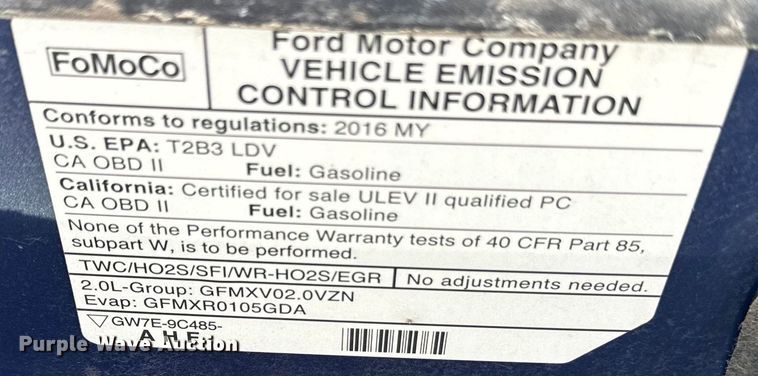 FoMoCo
Ford Motor Company
VEHICLE EMISSION
CONTROL INFORMATION
Conforms to regulations: 2016 MY
U.S. EPA: T2B3 LDV
CA OBD II Fuel: Gasoline
California: Certified for sale ULEV II qualified PC
CA OBD II Fuel: Gasoline
None of the Performance Warranty tests of 40 CFR Part 85,
subpart W, is to be performed.
TWC/HO2S/SFI/WR-HO2S/EGR No adjustments needed.
2.0L-Group: GFMXV02.0VZN
Evap: GFMXR0105GDA
GW7E-9C485-
Purple Wave Auction